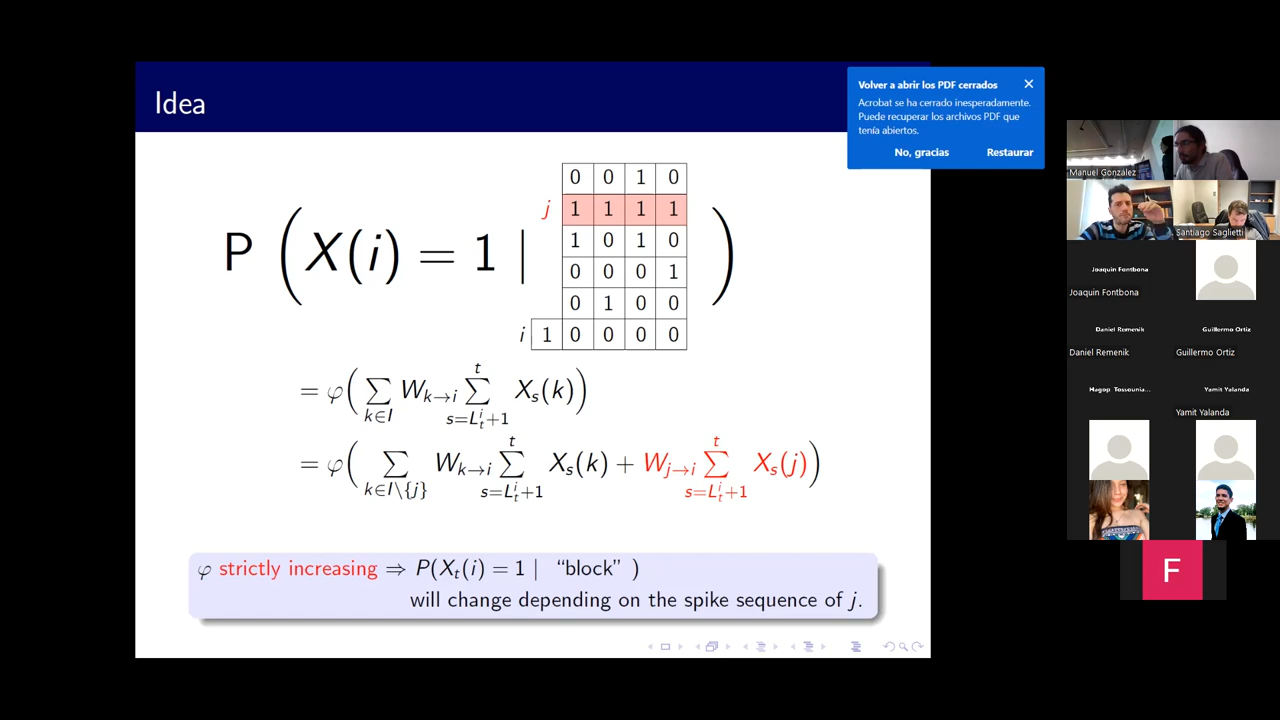 Idea
Volver a abrir los PDF cerrados
Acrobat se ha cerrado inesperadamente.
Puede recuperar los archivos PDF que
tenía abiertos.
No, gracias Restaurar
0 0 1 0
j 1 1 1 1
P ( X(i) = 1 | 1 0 1 0 )
0 0 0 1
0 1 0 0
i 1 0 0 0 0
= φ( ∑_{k∈I} W_{k→i} ∑_{s=L_t^i+1}^{t} X_s(k) )
= φ( ∑_{k∈I\{j}} W_{k→i} ∑_{s=L_t^i+1}^{t} X_s(k) + W_{j→i} ∑_{s=L_t^i+1}^{t} X_s(j) )
φ strictly increasing ⇒ P(X_t(i) = 1 | “block” )
will change depending on the spike sequence of j.
Manuel González
Santiago Saglietti
Joaquin Fontbona
Joaquin Fontbona
Daniel Remenik Guillermo Ortiz
Daniel Remenik Guillermo Ortiz
Hagop Tossounia... Yamit Yalanda
Yamit Yalanda
F